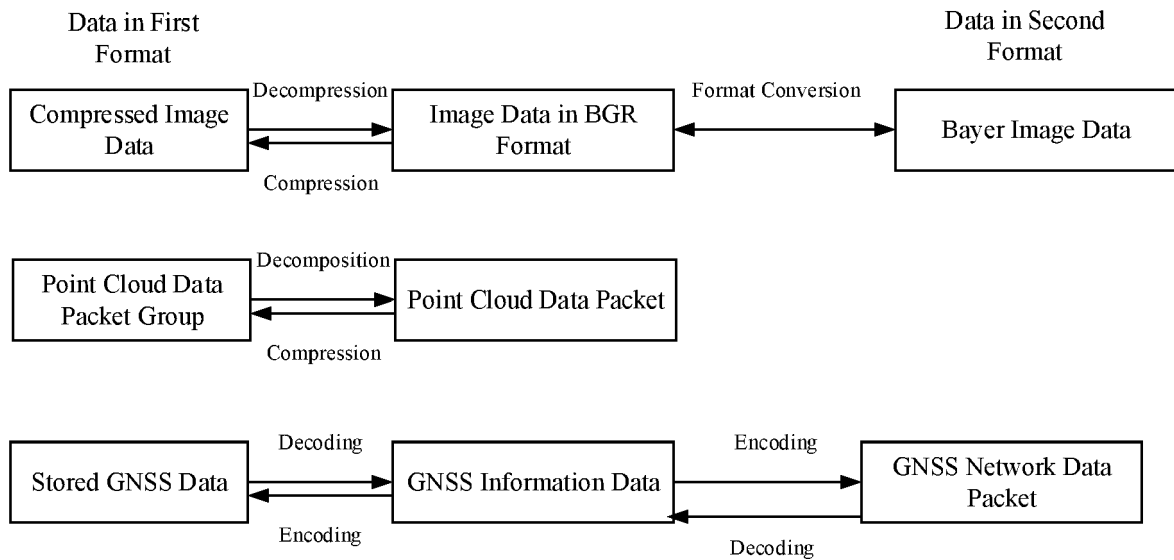 Data in First
Format
Data in Second
Format
Decompression
Format Conversion
Compressed Image
Data
Image Data in BGR
Format
Bayer Image Data
Compression
Decomposition
Point Cloud Data
Packet Group
Point Cloud Data Packet
Compression
Decoding
Encoding
Stored GNSS Data
GNSS Information Data
GNSS Network Data
Packet
Encoding
Decoding